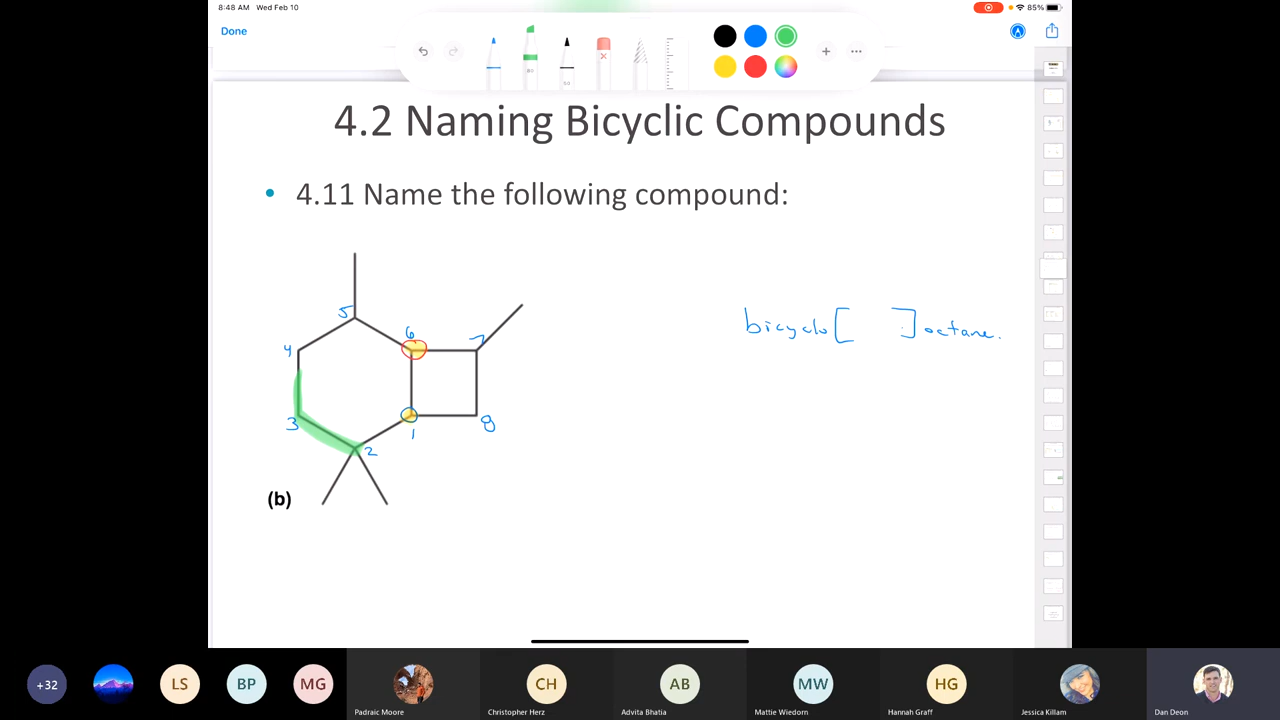 8:48 AM Wed Feb 10
85%
Done
4.2 Naming Bicyclic Compounds
• 4.11 Name the following compound:
bicyclo[ ]octane.
5
6
7
4
3
2
1
8
(b)
+32
LS
BP
MG
CH
AB
MW
HG
Padraic Moore
Christopher Herz
Advita Bhatia
Mattie Wiedorn
Hannah Graff
Jessica Killam
Dan Deon